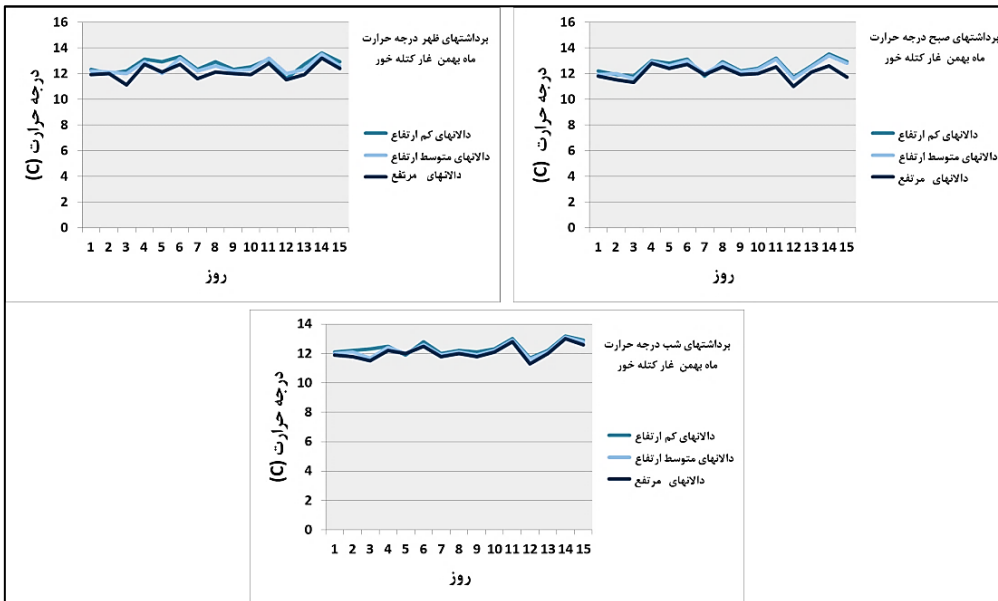 برداشتهای صبح درجه حرارت
ماه بهمن غار کتله خور
درجه حرارت (C)
16
14
12
10
8
6
4
2
0
1 2 3 4 5 6 7 8 9 10 11 12 13 14 15
روز
دالانهای کم ارتفاع
دالانهای متوسط ارتفاع
دالانهای مرتفع
برداشتهای ظهر درجه حرارت
ماه بهمن غار کتله خور
درجه حرارت (C)
16
14
12
10
8
6
4
2
0
1 2 3 4 5 6 7 8 9 10 11 12 13 14 15
روز
دالانهای کم ارتفاع
دالانهای متوسط ارتفاع
دالانهای مرتفع
برداشتهای شب درجه حرارت
ماه بهمن غار کتله خور
درجه حرارت (C)
14
12
10
8
6
4
2
0
1 2 3 4 5 6 7 8 9 10 11 12 13 14 15
روز
دالانهای کم ارتفاع
دالانهای متوسط ارتفاع
دالانهای مرتفع